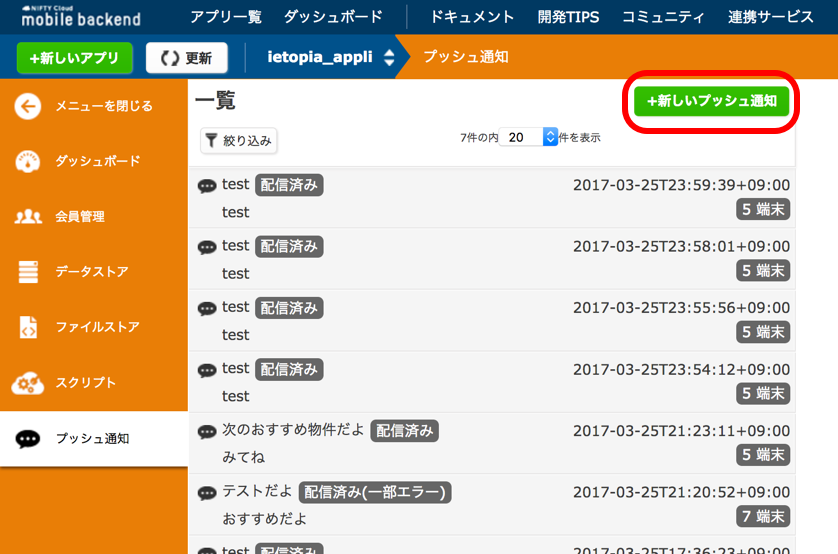 NIFTY Cloud
mobile backend
アプリ一覧 ダッシュボード ドキュメント 開発TIPS コミュニティ 連携サービス
+新しいアプリ 更新 ietopia_appli プッシュ通知
メニューを閉じる
ダッシュボード
会員管理
データストア
ファイルストア
スクリプト
プッシュ通知
一覧
+新しいプッシュ通知
絞り込み 7件の内 20 件を表示
test 配信済み 2017-03-25T23:59:39+09:00
test 5 端末
test 配信済み 2017-03-25T23:58:01+09:00
test 5 端末
test 配信済み 2017-03-25T23:55:56+09:00
test 5 端末
test 配信済み 2017-03-25T23:54:12+09:00
test 5 端末
次のおすすめ物件だよ 配信済み 2017-03-25T21:23:11+09:00
みてね 5 端末
テストだよ 配信済み(一部エラー) 2017-03-25T21:20:52+09:00
おすすめだよ 7 端末
test 配信済み 2017-03-25T17:36:23+09:00